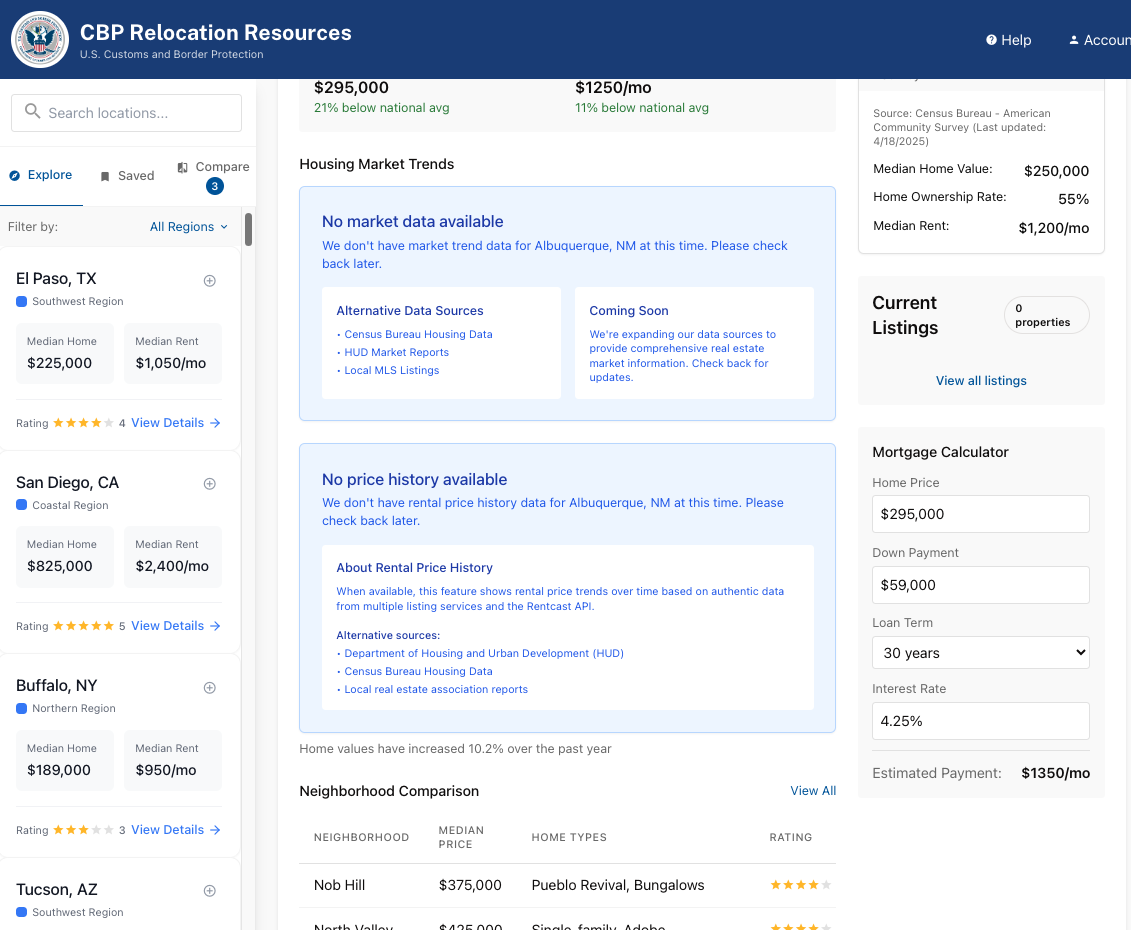 CBP Relocation Resources
U.S. Customs and Border Protection
Help
Accoun
Search locations...
Explore
Saved
Compare
3
Filter by:
All Regions
El Paso, TX
Southwest Region
Median Home
$225,000
Median Rent
$1,050/mo
Rating
4
View Details
San Diego, CA
Coastal Region
Median Home
$825,000
Median Rent
$2,400/mo
Rating
5
View Details
Buffalo, NY
Northern Region
Median Home
$189,000
Median Rent
$950/mo
Rating
3
View Details
Tucson, AZ
Southwest Region
$295,000
21% below national avg
$1250/mo
11% below national avg
Housing Market Trends
No market data available
We don't have market trend data for Albuquerque, NM at this time. Please check
back later.
Alternative Data Sources
• Census Bureau Housing Data
• HUD Market Reports
• Local MLS Listings
Coming Soon
We're expanding our data sources to
provide comprehensive real estate
market information. Check back for
updates.
No price history available
We don't have rental price history data for Albuquerque, NM at this time. Please
check back later.
About Rental Price History
When available, this feature shows rental price trends over time based on authentic data
from multiple listing services and the Rentcast API.
Alternative sources:
• Department of Housing and Urban Development (HUD)
• Census Bureau Housing Data
• Local real estate association reports
Home values have increased 10.2% over the past year
Neighborhood Comparison
View All
NEIGHBORHOOD
MEDIAN
PRICE
HOME TYPES
RATING
Nob Hill
$375,000
Pueblo Revival, Bungalows
North Valley
$425,000
Single-family, Adobe
Source: Census Bureau - American
Community Survey (Last updated:
4/18/2025)
Median Home Value:
$250,000
Home Ownership Rate:
55%
Median Rent:
$1,200/mo
Current
Listings
0
properties
View all listings
Mortgage Calculator
Home Price
$295,000
Down Payment
$59,000
Loan Term
30 years
Interest Rate
4.25%
Estimated Payment:
$1350/mo